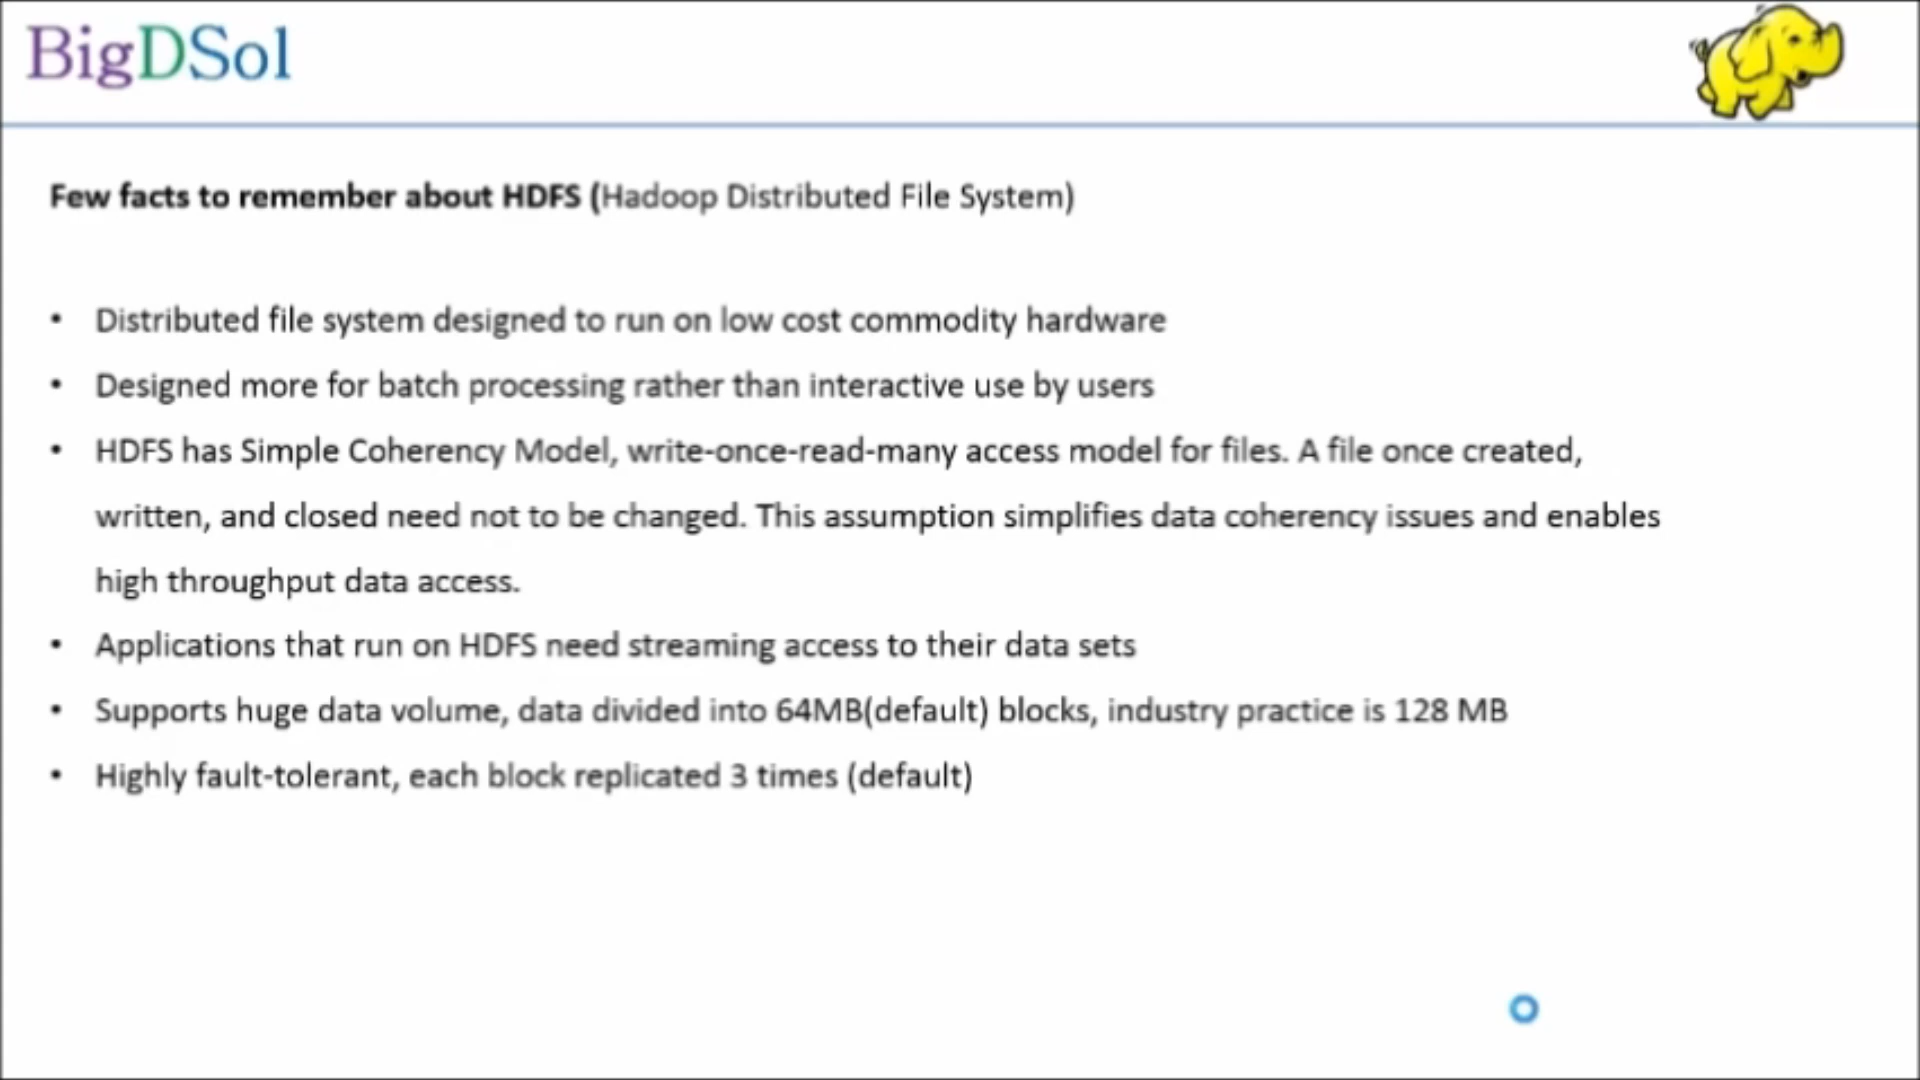 BigDSol
Few facts to remember about HDFS (Hadoop Distributed File System)
• Distributed file system designed to run on low cost commodity hardware
• Designed more for batch processing rather than interactive use by users
• HDFS has Simple Coherency Model, write-once-read-many access model for files. A file once created,
written, and closed need not to be changed. This assumption simplifies data coherency issues and enables
high throughput data access.
• Applications that run on HDFS need streaming access to their data sets
• Supports huge data volume, data divided into 64MB(default) blocks, industry practice is 128 MB
• Highly fault-tolerant, each block replicated 3 times (default)